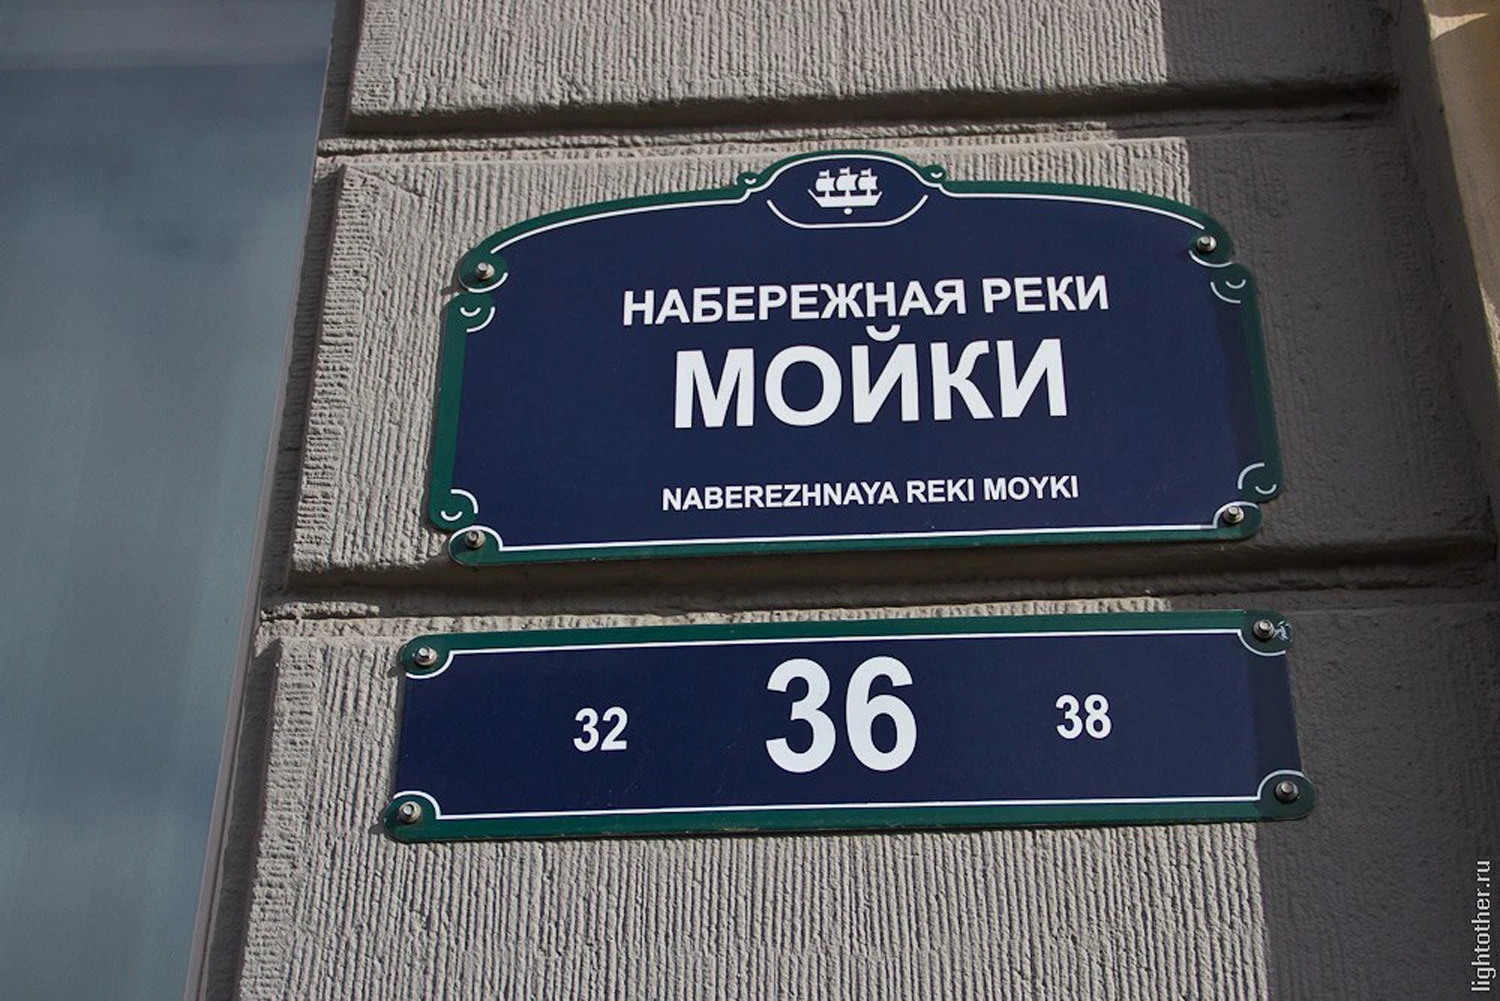 НАБЕРЕЖНАЯ РЕКИ
МОЙКИ
NABEREZHNAYA REKI MOYKI
32 36 38
lightother.ru